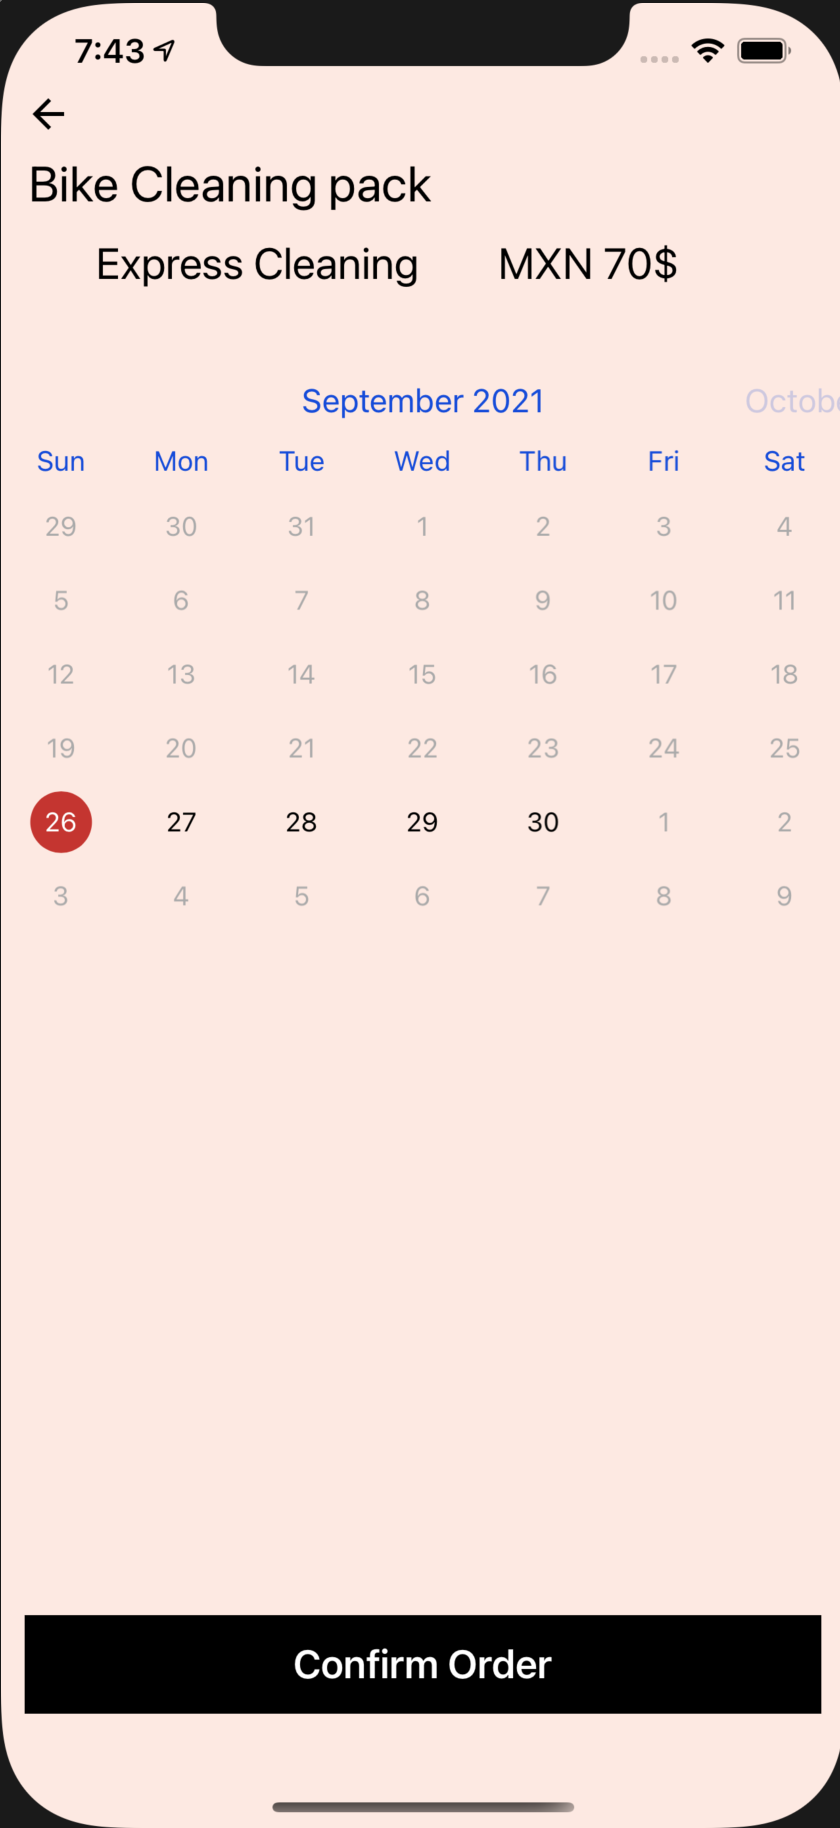 7:43
Bike Cleaning pack
Express Cleaning MXN 70$
September 2021 Octob
Sun Mon Tue Wed Thu Fri Sat
29 30 31 1 2 3 4
5 6 7 8 9 10 11
12 13 14 15 16 17 18
19 20 21 22 23 24 25
26 27 28 29 30 1 2
3 4 5 6 7 8 9
Confirm Order